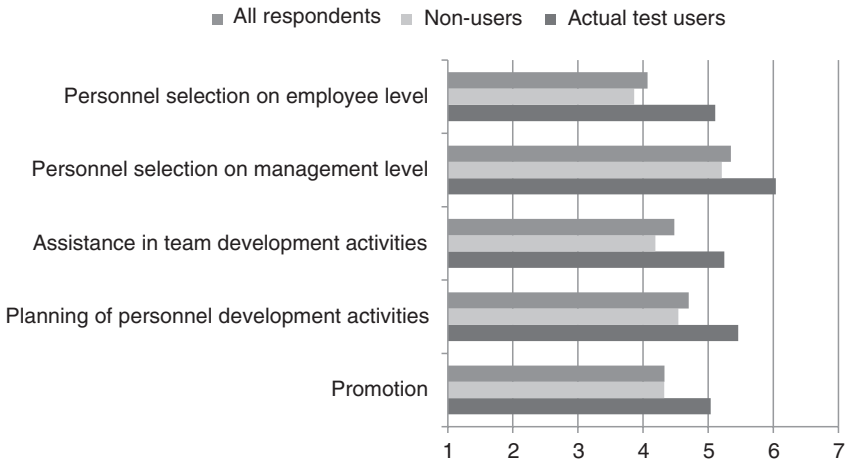 All respondents Non-users Actual test users
Personnel selection on employee level
Personnel selection on management level
Assistance in team development activities
Planning of personnel development activities
Promotion
1 2 3 4 5 6 7